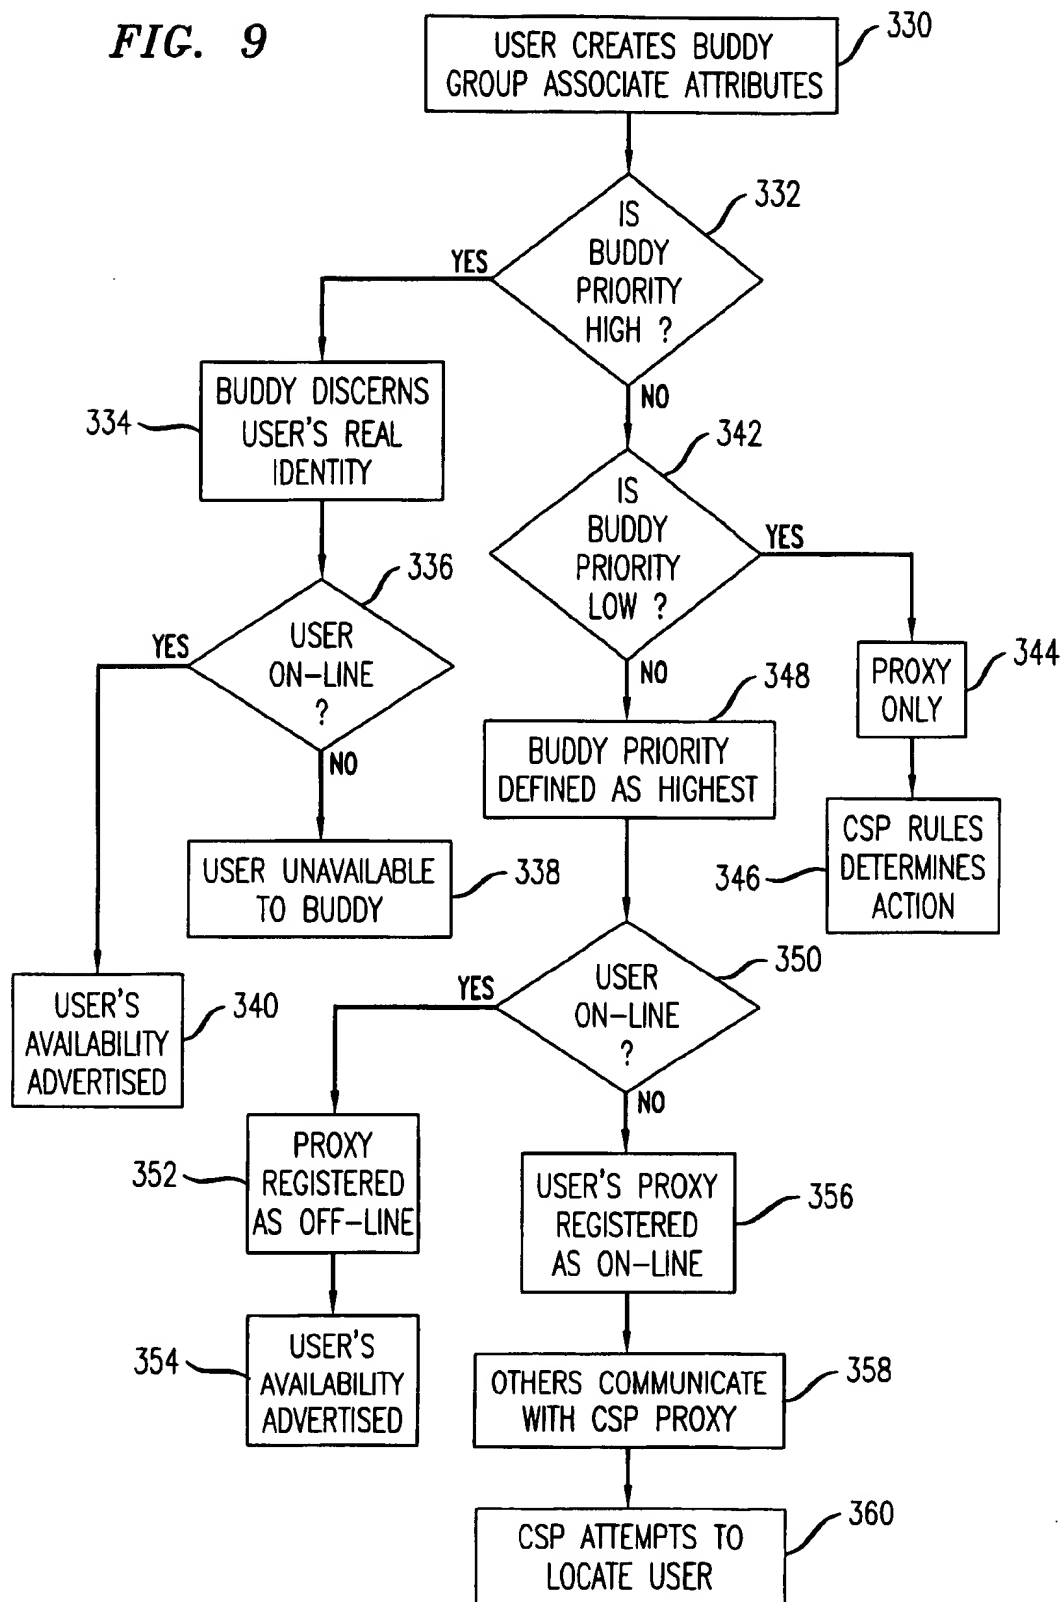 FIG. 9
USER CREATES BUDDY
GROUP ASSOCIATE ATTRIBUTES
330
IS
BUDDY
PRIORITY
HIGH ?
332
YES
NO
BUDDY DISCERNS
USER'S REAL
IDENTITY
334
IS
BUDDY
PRIORITY
LOW ?
342
YES
NO
USER
ON-LINE
?
336
YES
NO
PROXY
ONLY
344
BUDDY PRIORITY
DEFINED AS HIGHEST
348
CSP RULES
DETERMINES
ACTION
346
USER UNAVAILABLE
TO BUDDY
338
USER'S
AVAILABILITY
ADVERTISED
340
USER
ON-LINE
?
350
YES
NO
PROXY
REGISTERED
AS OFF-LINE
352
USER'S PROXY
REGISTERED
AS ON-LINE
356
USER'S
AVAILABILITY
ADVERTISED
354
OTHERS COMMUNICATE
WITH CSP PROXY
358
CSP ATTEMPTS TO
LOCATE USER
360